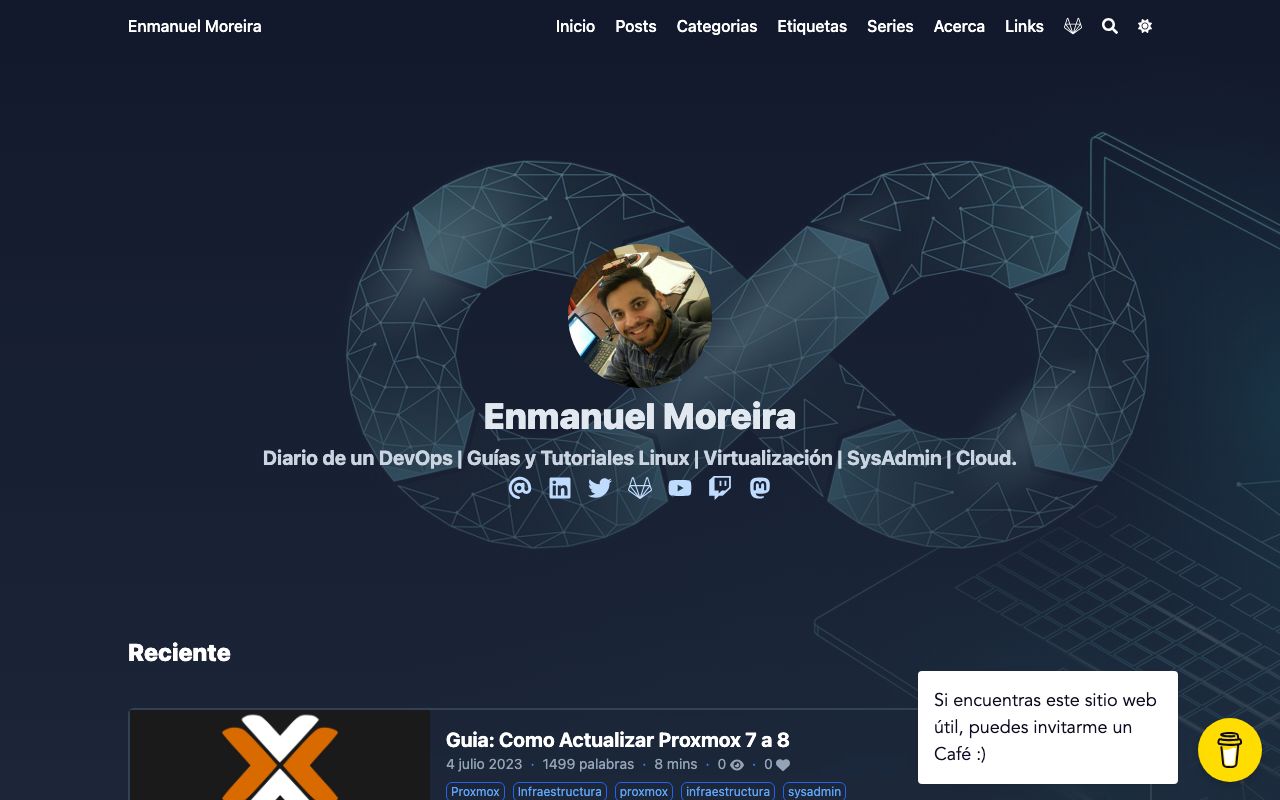 Enmanuel Moreira
Inicio Posts Categorias Etiquetas Series Acerca Links
Enmanuel Moreira
Diario de un DevOps | Guías y Tutoriales Linux | Virtualización | SysAdmin | Cloud.
Reciente
Guia: Como Actualizar Proxmox 7 a 8
4 julio 2023 · 1499 palabras · 8 mins · 0 · 0
Proxmox Infraestructura proxmox infraestructura sysadmin
Si encuentras este sitio web
útil, puedes invitarme un
Café :)